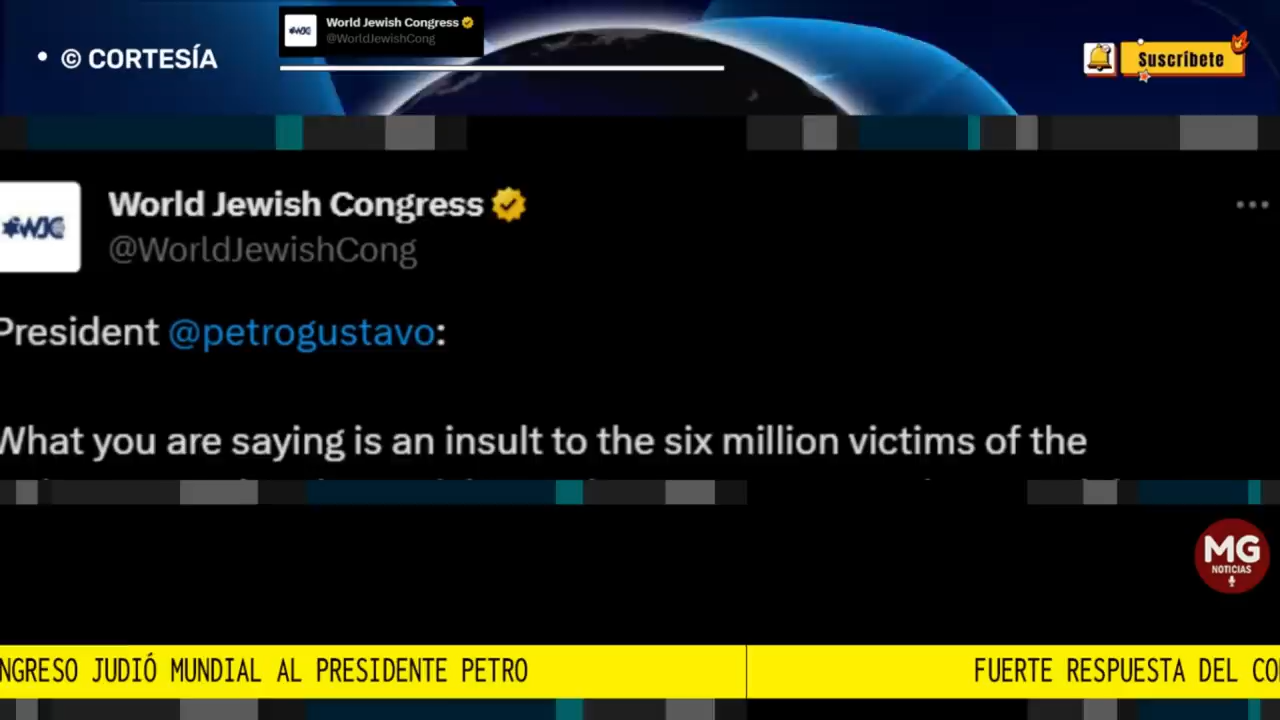 • © CORTESÍA
World Jewish Congress
@WorldJewishCong
Suscríbete
World Jewish Congress
@WorldJewishCong
President @petrogustavo:
What you are saying is an insult to the six million victims of the
MG
NOTICIAS
NGRESO JUDIÓ MUNDIAL AL PRESIDENTE PETRO
FUERTE RESPUESTA DEL CO